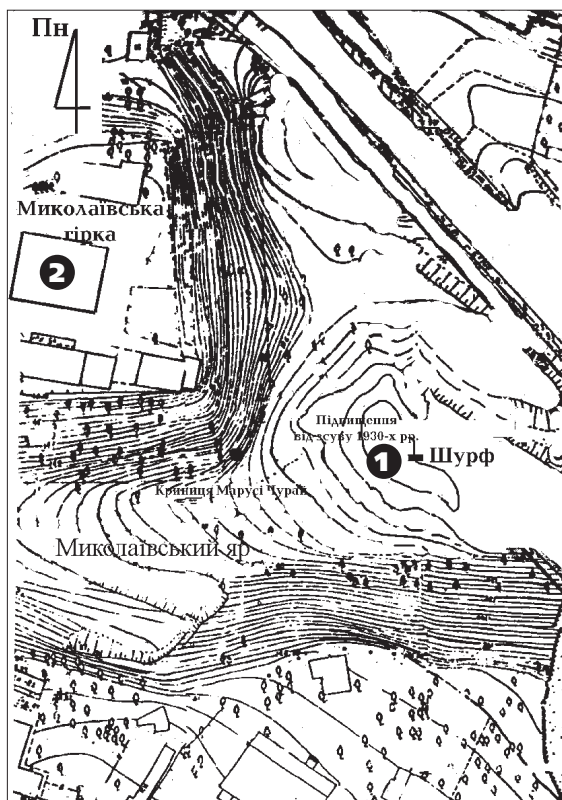 Пн
Миколаївська
гірка
2
Підвищення
від зсуву 1930-х рр.
1 Шурф
Криниця Марусі Чурай
Миколаївський яр